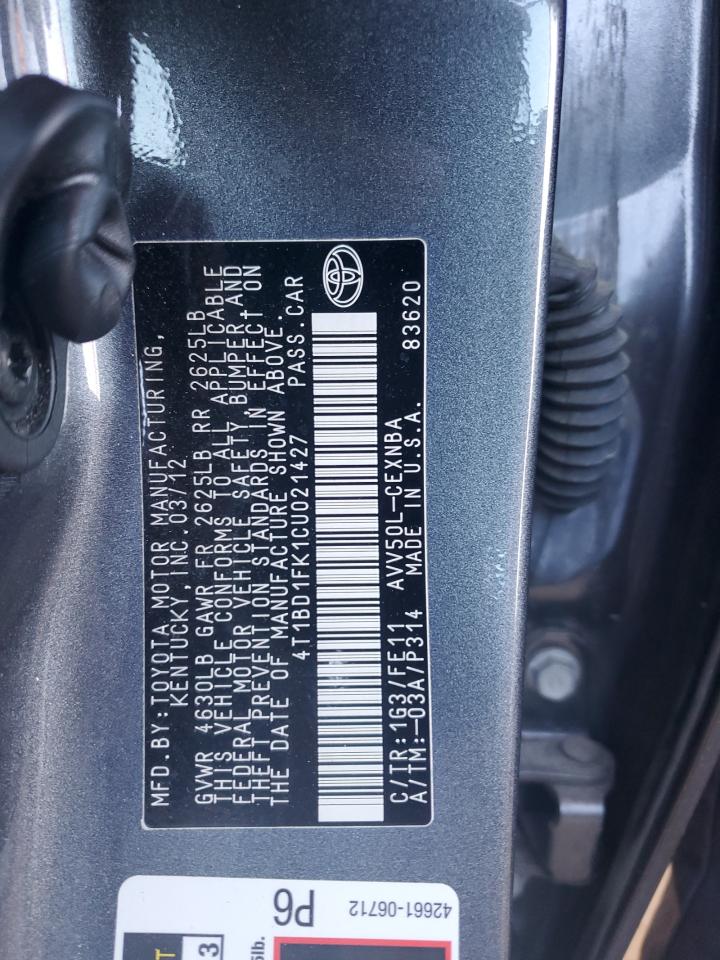 MFD.BY:TOYOTA MOTOR MANUFACTURING,
KENTUCKY,INC.03/12
GVWR 4630LB GAWR FR 2625LB RR 2625LB
THIS VEHICLE CONFORMS TO ALL APPLICABLE
FEDERAL MOTOR VEHICLE SAFETY, BUMPER, AND
THEFT PREVENTION STANDARDS IN EFFECT ON
THE DATE OF MANUFACTURE SHOWN ABOVE.
4T1BD1FK1CU021427 PASS.CAR
C/TR:1G3/FE11 AVV50L-CEXNBA 83620
A/TM:-03A/P314 MADE IN U.S.A.
P6
42661-06712
3